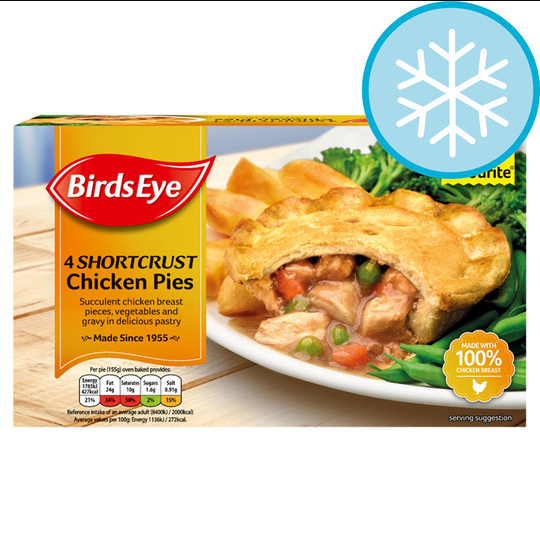 Birds Eye
4 SHORTCRUST
Chicken Pies
Succulent chicken breast
pieces, vegetables and
gravy in delicious pastry
Made Since 1955
Per pie (155g) oven baked provides:
Energy Fat Saturates Sugars Salt
1783kJ 24g 10g 1.6g 0.91g
427kcal
21% 34% 50% 2% 15%
Reference intake of an average adult (8400kJ / 2000kcal)
Average values per 100g: Energy 1136kJ / 272kcal.
MADE WITH
100%
CHICKEN BREAST
serving suggestion